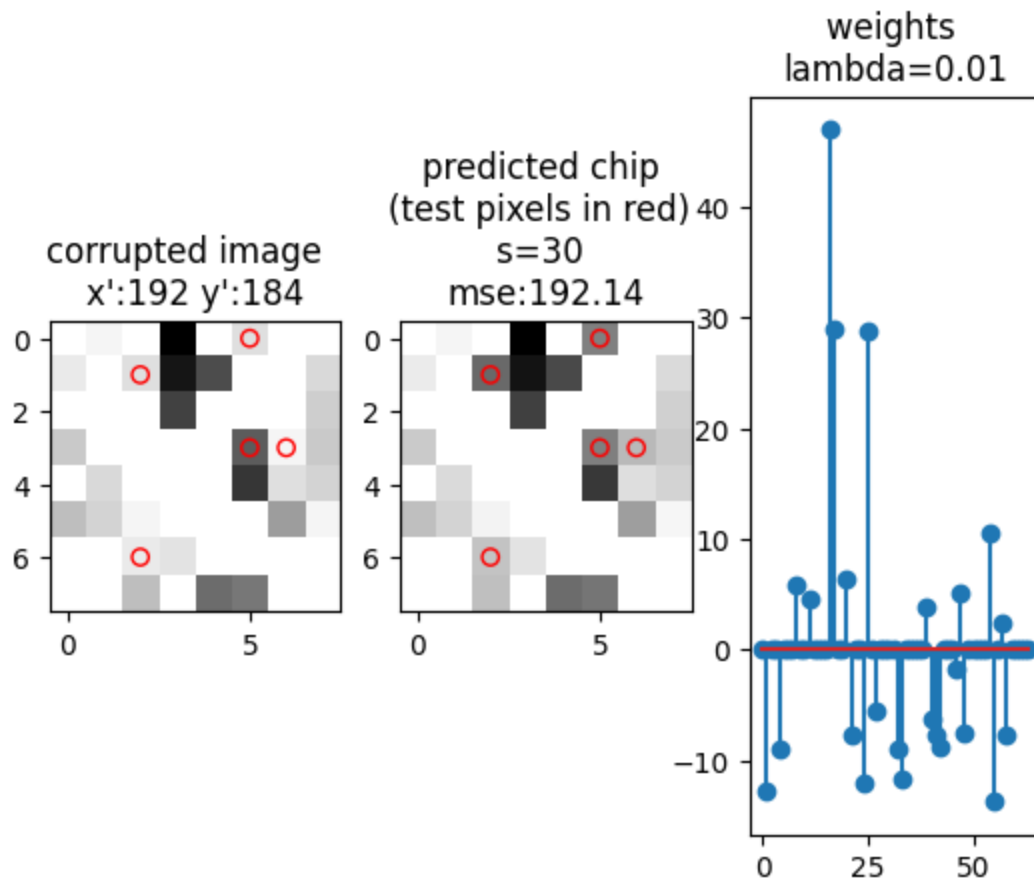 corrupted image
x':192 y':184
0
2
4
6
0
5
predicted chip
(test pixels in red)
s=30
mse:192.14
0
2
4
6
0
5
weights
lambda=0.01
40
30
20
10
0
−10
0
25
50